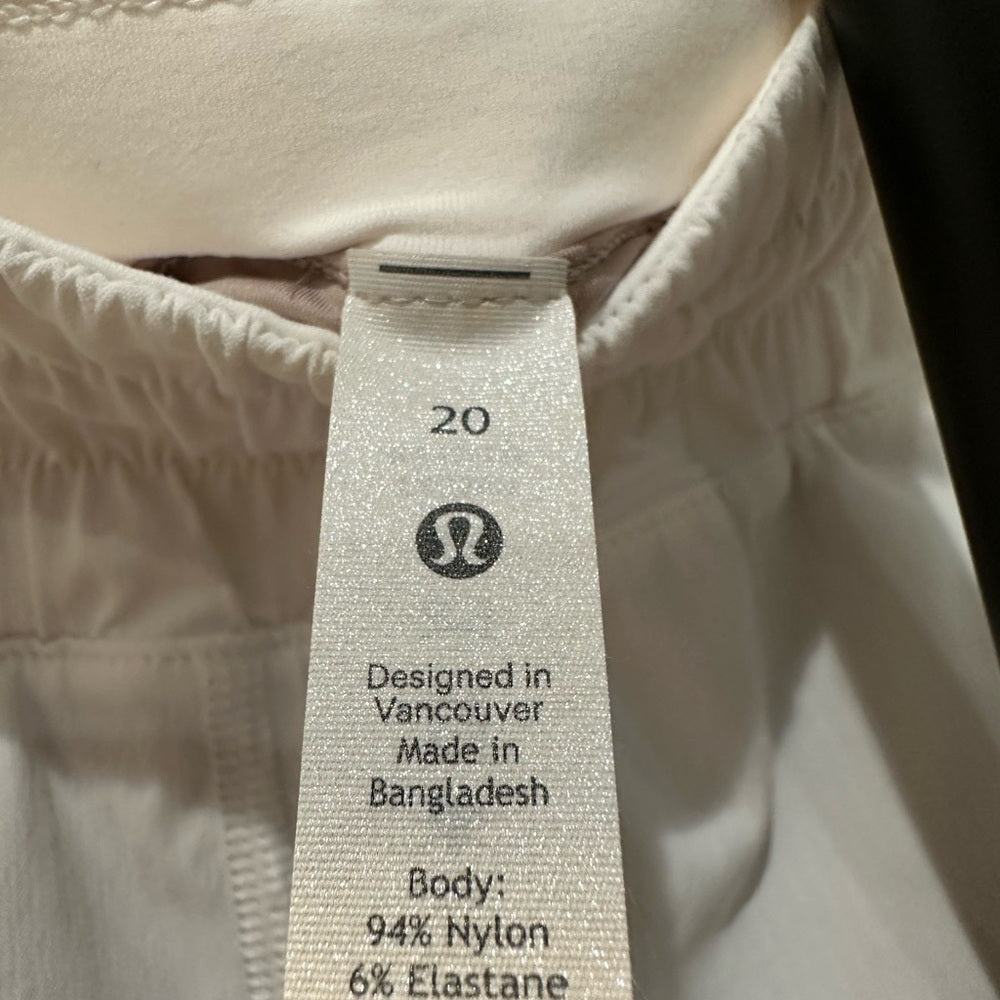 20
Designed in
Vancouver
Made in
Bangladesh
Body:
94% Nylon
6% Elastane